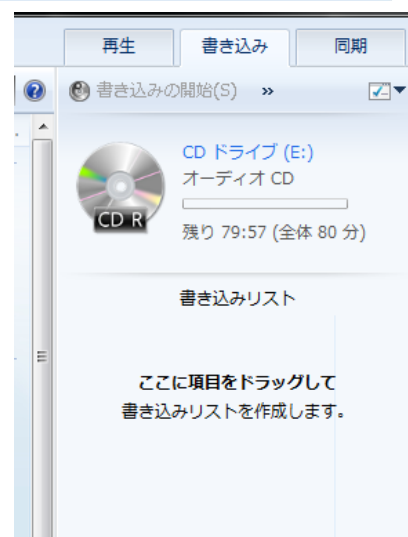 再生
書き込み
同期
書き込みの開始(S)
»
CD ドライブ (E:)
オーディオ CD
CD R
残り 79:57 (全体 80 分)
書き込みリスト
ここに項目をドラッグして
書き込みリストを作成します。